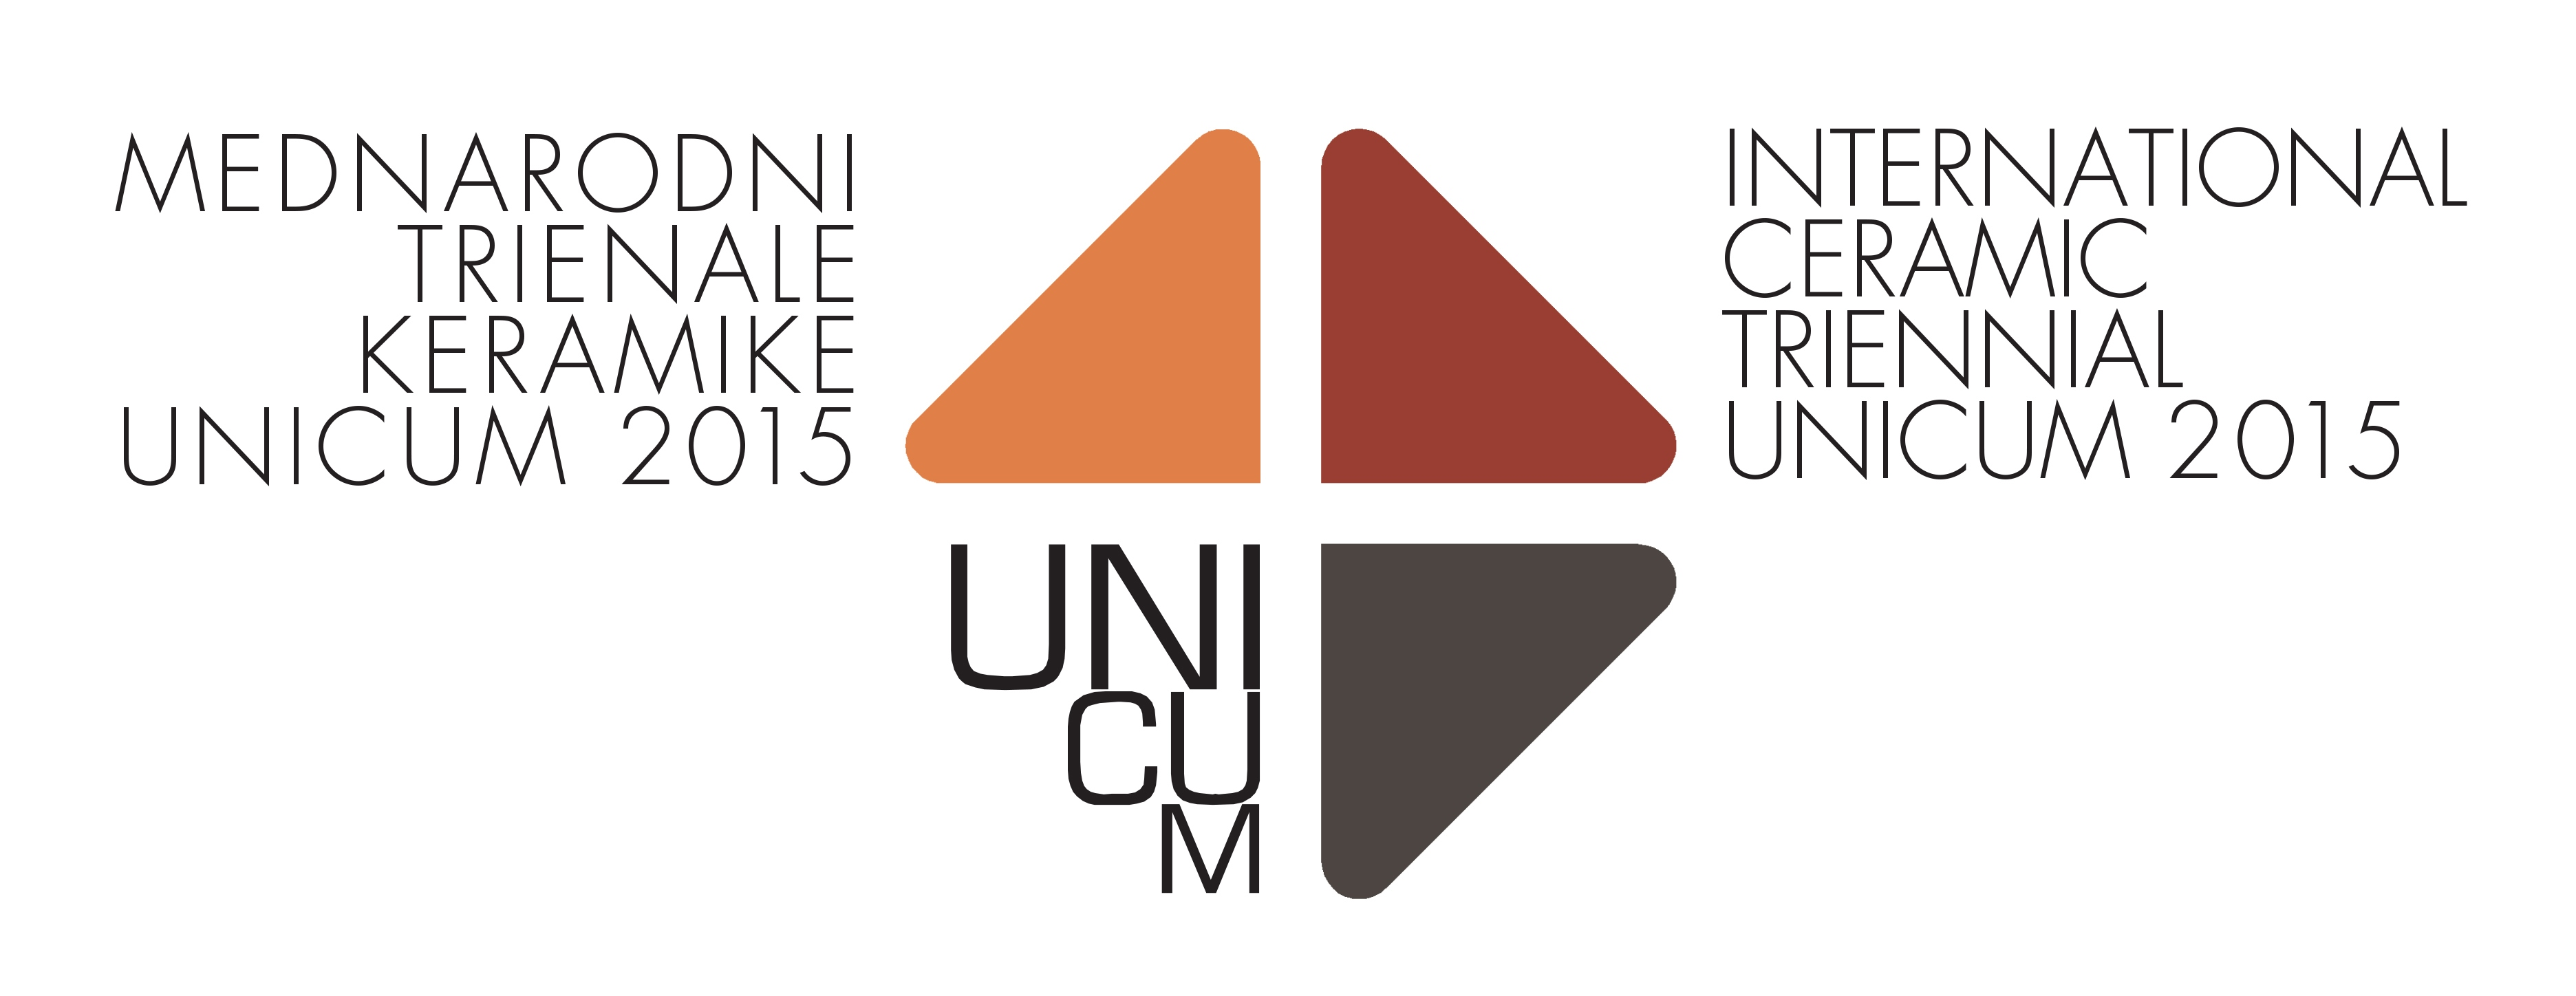 MEDNARODNI
TRIENALE
KERAMIKE
UNICUM 2015
INTERNATIONAL
CERAMIC
TRIENNIAL
UNICUM 2015
UNI
CU
M